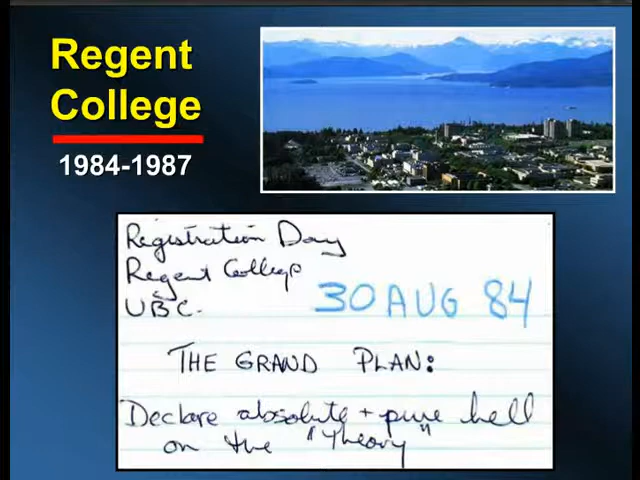 Regent
College
1984-1987
Registration Day
Regent College
UBC.
30 AUG 84
THE GRAND PLAN:
Declare absolute + pure hell
on the "Theory"